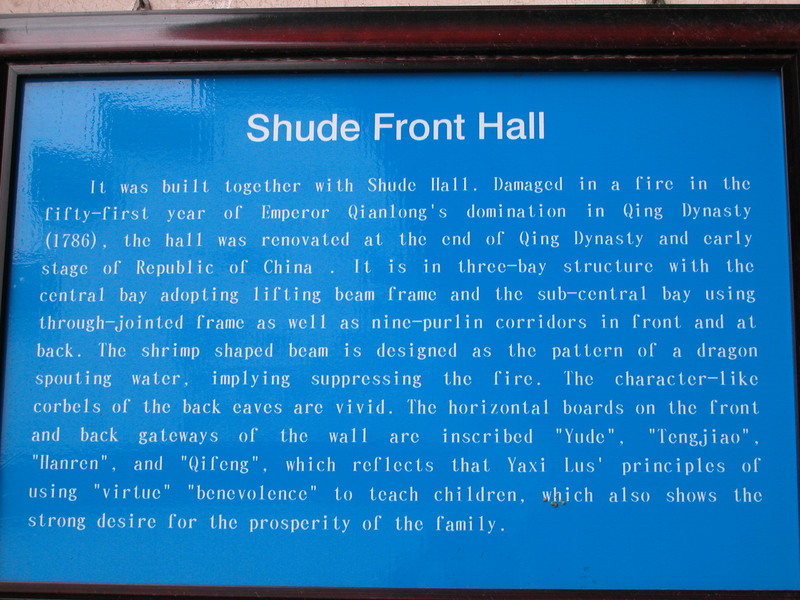 Shude Front Hall
It was built together with Shude Hall. Damaged in a fire in the
fifty-first year of Emperor Qianlong's domination in Qing Dynasty
(1786), the hall was renovated at the end of Qing Dynasty and early
stage of Republic of China . It is in three-bay structure with the
central bay adopting lifting beam frame and the sub-central bay using
through-jointed frame as well as nine-purlin corridors in front and at
back. The shrimp shaped beam is designed as the pattern of a dragon
spouting water, implying suppressing the fire. The character-like
corbels of the back eaves are vivid. The horizontal boards on the front
and back gateways of the wall are inscribed "Yude", "Tengjiao",
"Hanren", and "Qifeng", which reflects that Yaxi Lus' principles of
using "virtue" "benevolence" to teach children, which also shows the
strong desire for the prosperity of the family.